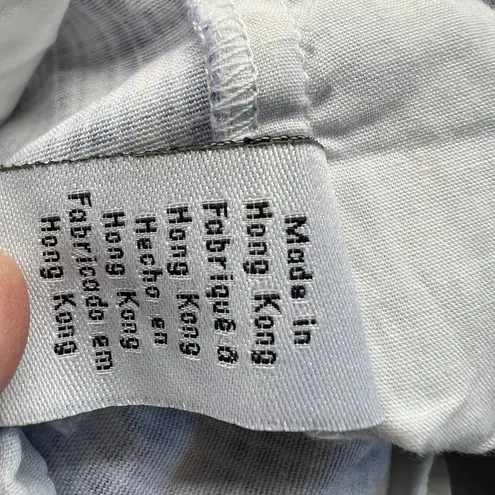 Made in
Hong Kong
Fabriqué à
Hong Kong
Hecho en
Hong Kong
Fabricado em
Hong Kong